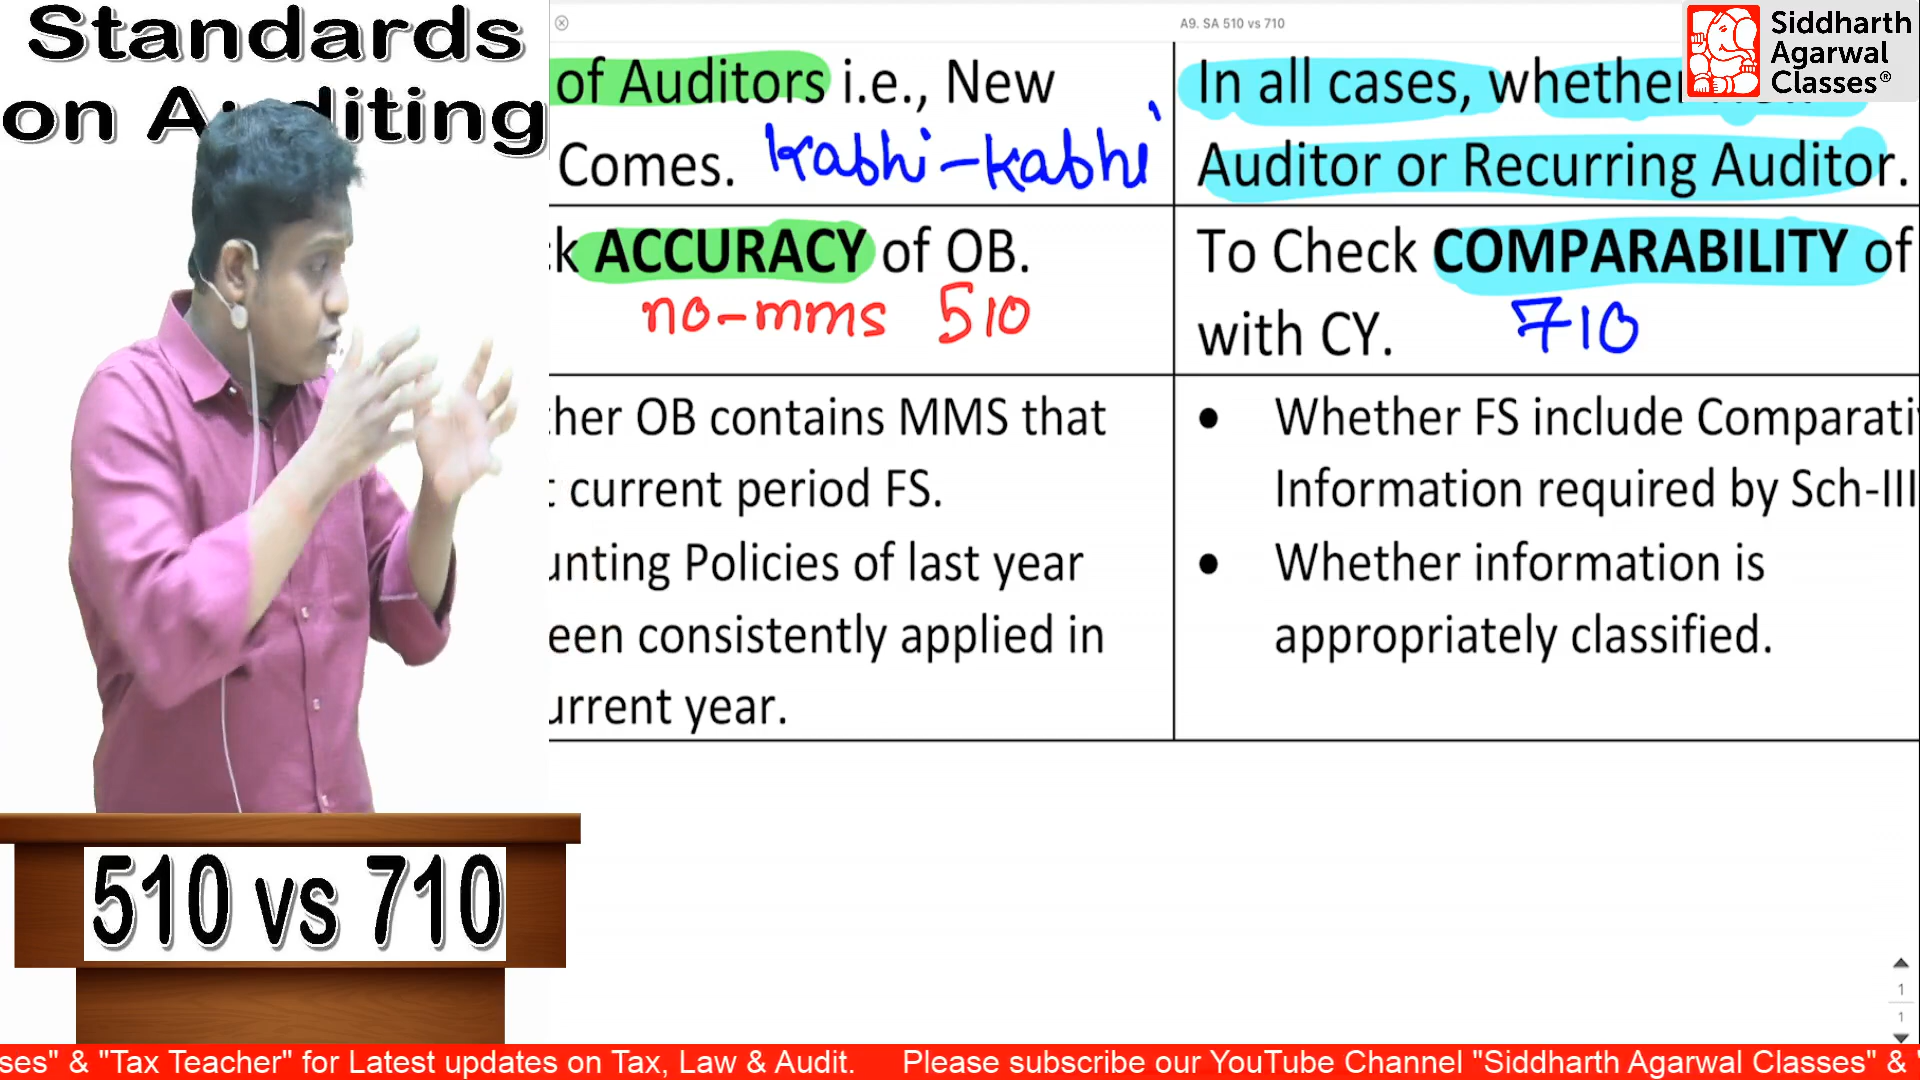 Standards
on Auditing
A9. SA 510 vs 710
Siddharth
Agarwal
Classes®
of Auditors i.e., New
Comes. kabhi-kabhi
In all cases, whether
Auditor or Recurring Auditor.
k ACCURACY of OB.
no-mms 510
To Check COMPARABILITY of
with CY. 710
her OB contains MMS that
t current period FS.
unting Policies of last year
een consistently applied in
urrent year.
• Whether FS include Comparati
Information required by Sch-III
• Whether information is
appropriately classified.
510 vs 710
1
1
ses" & "Tax Teacher" for Latest updates on Tax, Law & Audit. Please subscribe our YouTube Channel "Siddharth Agarwal Classes" &